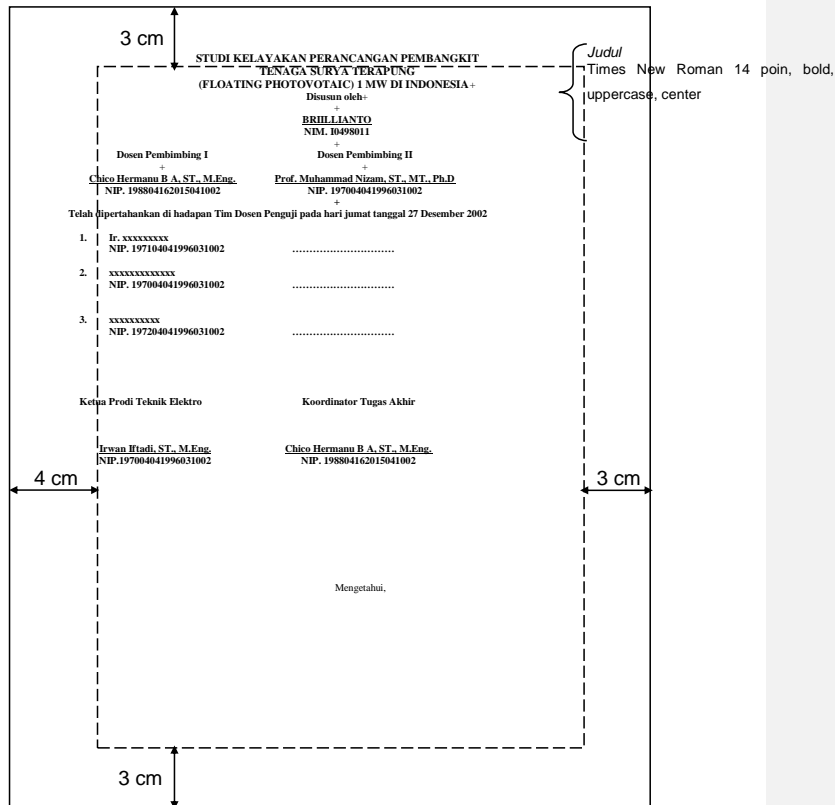 3 cm
STUDI KELAYAKAN PERANCANGAN PEMBANGKIT
TENAGA SURYA TERAPUNG
(FLOATING PHOTOVOTAIC) 1 MW DI INDONESIA+
Judul
Times New Roman 14 poin, bold,
uppercase, center
Disusun oleh+
+
BRIILLIANTO
NIM. I0498011
+
Dosen Pembimbing I Dosen Pembimbing II
+ +
Chico Hermanu B A, ST., M.Eng. Prof. Muhammad Nizam, ST., MT., Ph.D
NIP. 198804162015041002 NIP. 197004041996031002
+
Telah dipertahankan di hadapan Tim Dosen Penguji pada hari jumat tanggal 27 Desember 2002
1. Ir. xxxxxxxxx
NIP. 197104041996031002 ..............................
2. xxxxxxxxxxxxx
NIP. 197004041996031002 ..............................
3. xxxxxxxxxx
NIP. 197204041996031002 ..............................
Ketua Prodi Teknik Elektro Koordinator Tugas Akhir
Irwan Iftadi, ST., M.Eng. Chico Hermanu B A, ST., M.Eng.
NIP.197004041996031002 NIP. 198804162015041002
4 cm 3 cm
Mengetahui,
3 cm